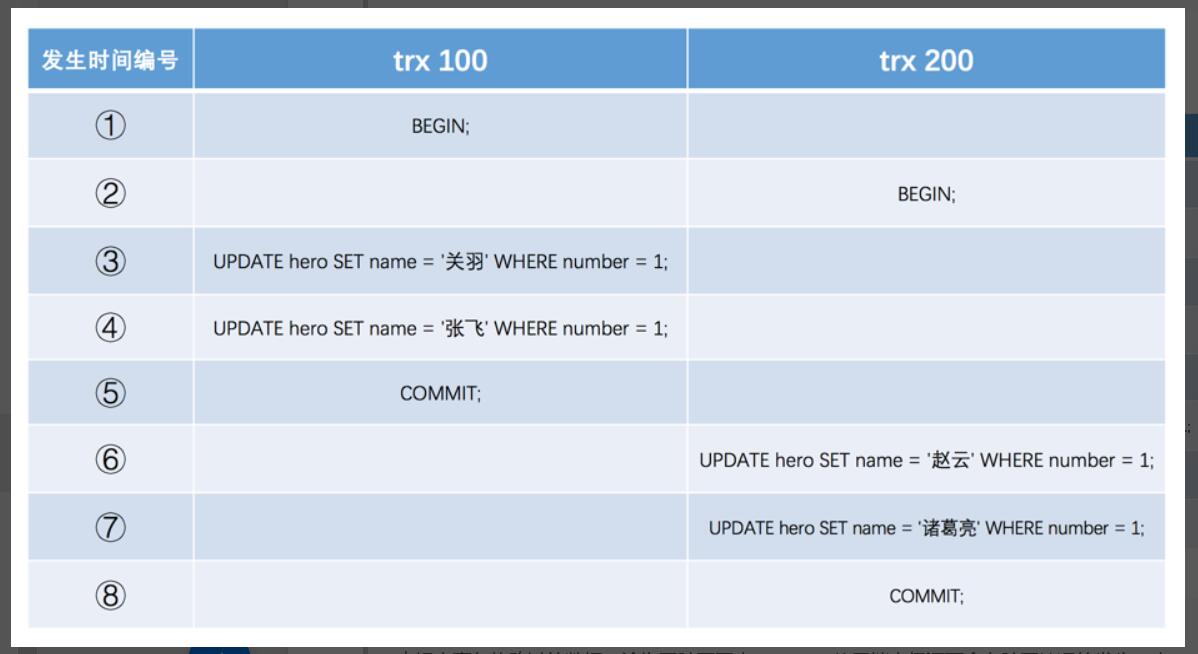 发生时间编号 trx 100 trx 200
① BEGIN;
② BEGIN;
③ UPDATE hero SET name = '关羽' WHERE number = 1;
④ UPDATE hero SET name = '张飞' WHERE number = 1;
⑤ COMMIT;
⑥ UPDATE hero SET name = '赵云' WHERE number = 1;
⑦ UPDATE hero SET name = '诸葛亮' WHERE number = 1;
⑧ COMMIT;